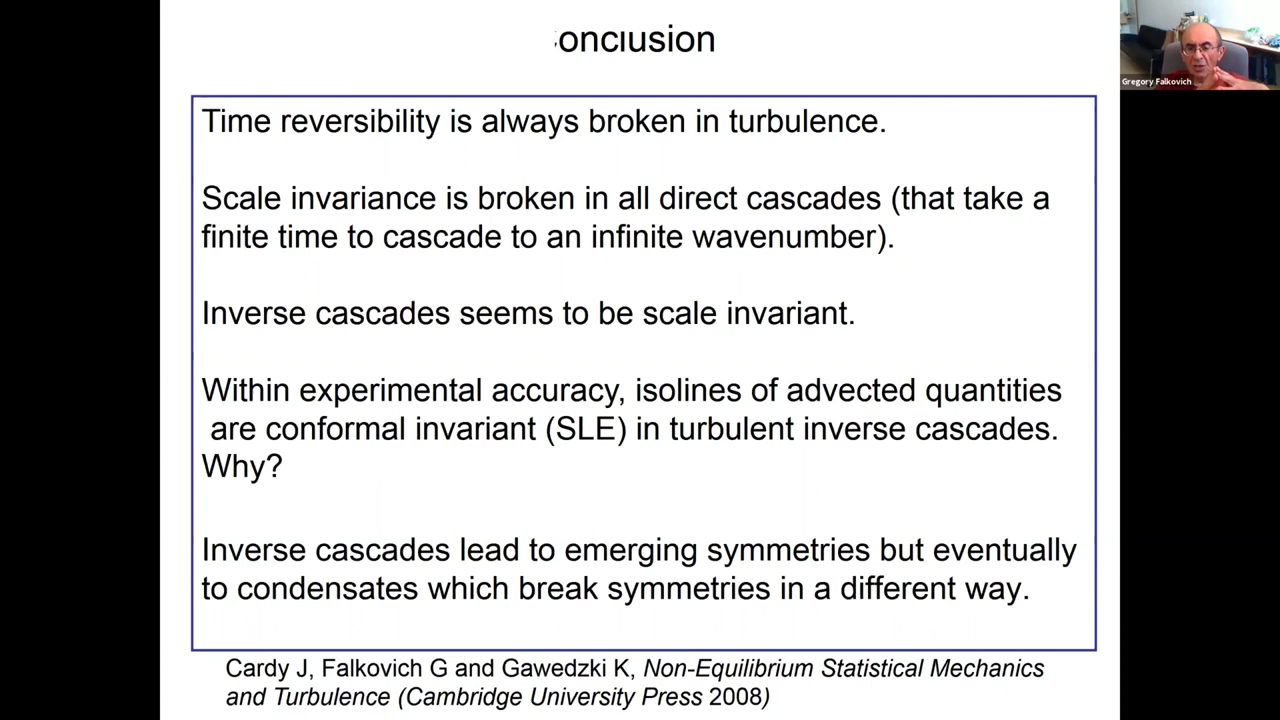 onclusion
Gregory Falkovich
Time reversibility is always broken in turbulence.
Scale invariance is broken in all direct cascades (that take a
finite time to cascade to an infinite wavenumber).
Inverse cascades seems to be scale invariant.
Within experimental accuracy, isolines of advected quantities
are conformal invariant (SLE) in turbulent inverse cascades.
Why?
Inverse cascades lead to emerging symmetries but eventually
to condensates which break symmetries in a different way.
Cardy J, Falkovich G and Gawedzki K, Non-Equilibrium Statistical Mechanics
and Turbulence (Cambridge University Press 2008)